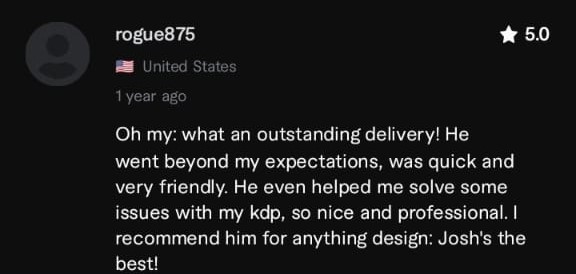 rogue875
★ 5.0
🇺🇸 United States
1 year ago
Oh my: what an outstanding delivery! He
went beyond my expectations, was quick and
very friendly. He even helped me solve some
issues with my kdp, so nice and professional. I
recommend him for anything design: Josh's the
best!